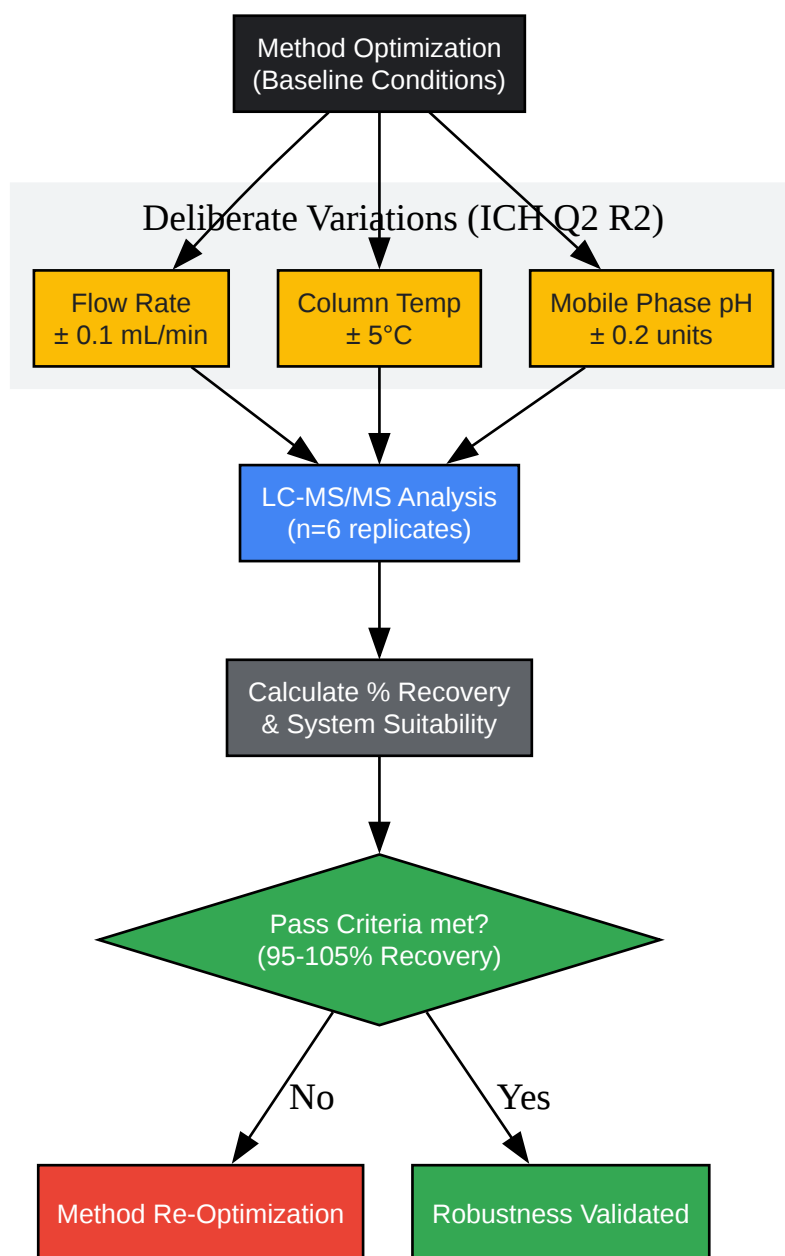 Method Optimization
(Baseline Conditions)
Deliberate Variations (ICH Q2 R2)
Flow Rate
± 0.1 mL/min
Column Temp
± 5°C
Mobile Phase pH
± 0.2 units
LC-MS/MS Analysis
(n=6 replicates)
Calculate % Recovery
& System Suitability
Pass Criteria met?
(95-105% Recovery)
No
Yes
Method Re-Optimization
Robustness Validated